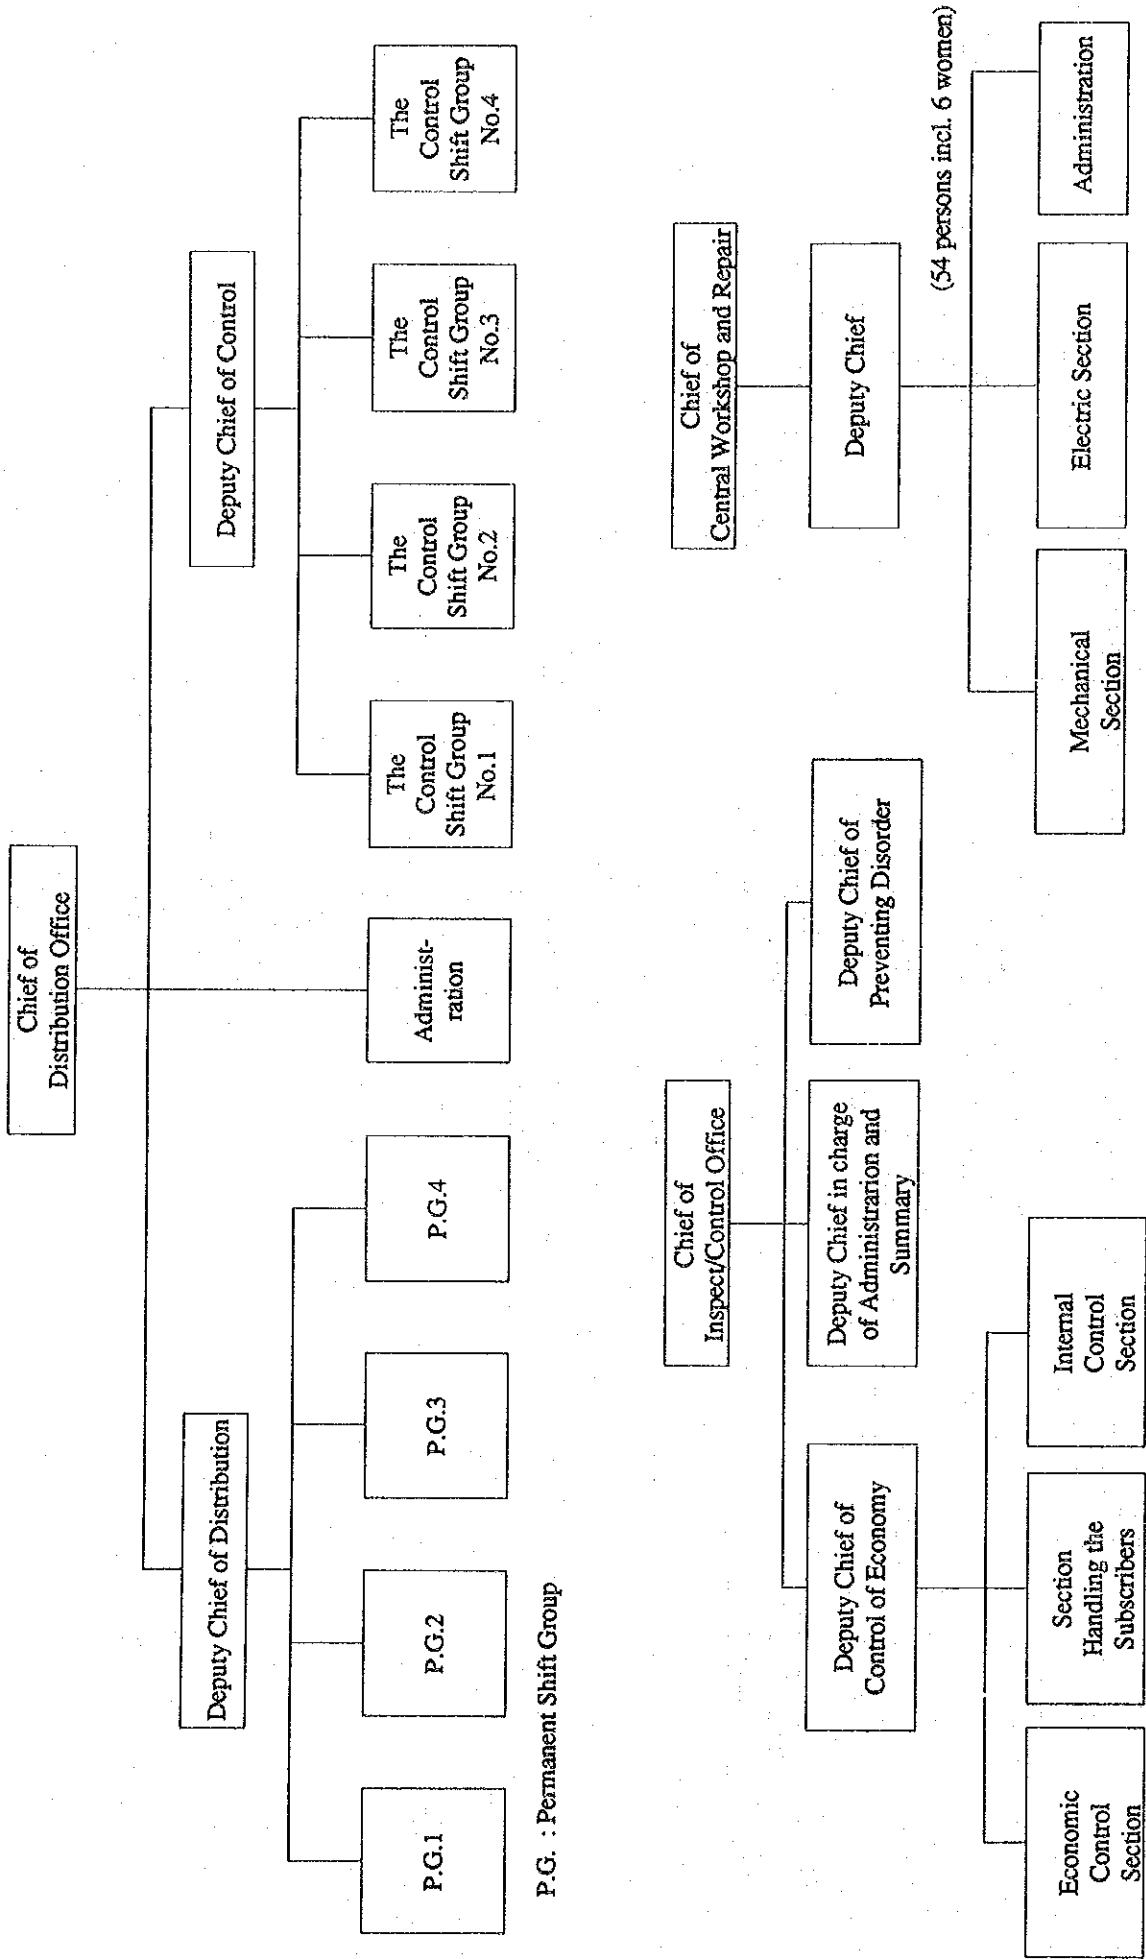 Chief of
Distribution Office
Deputy Chief of Distribution
Deputy Chief of Control
P.G.1
P.G.2
P.G.3
P.G.4
Administ-
ration
The
Control
Shift Group
No.1
The
Control
Shift Group
No.2
The
Control
Shift Group
No.3
The
Control
Shift Group
No.4
P.G. : Permanent Shift Group
Chief of
Inspect/Control Office
Deputy Chief of
Control of Economy
Deputy Chief in charge
of Administrarion and
Summary
Deputy Chief of
Preventing Disorder
Economic
Control
Section
Section
Handling the
Subscribers
Internal
Control
Section
Chief of
Central Workshop and Repair
Deputy Chief
(54 persons incl. 6 women)
Mechanical
Section
Electric Section
Administration